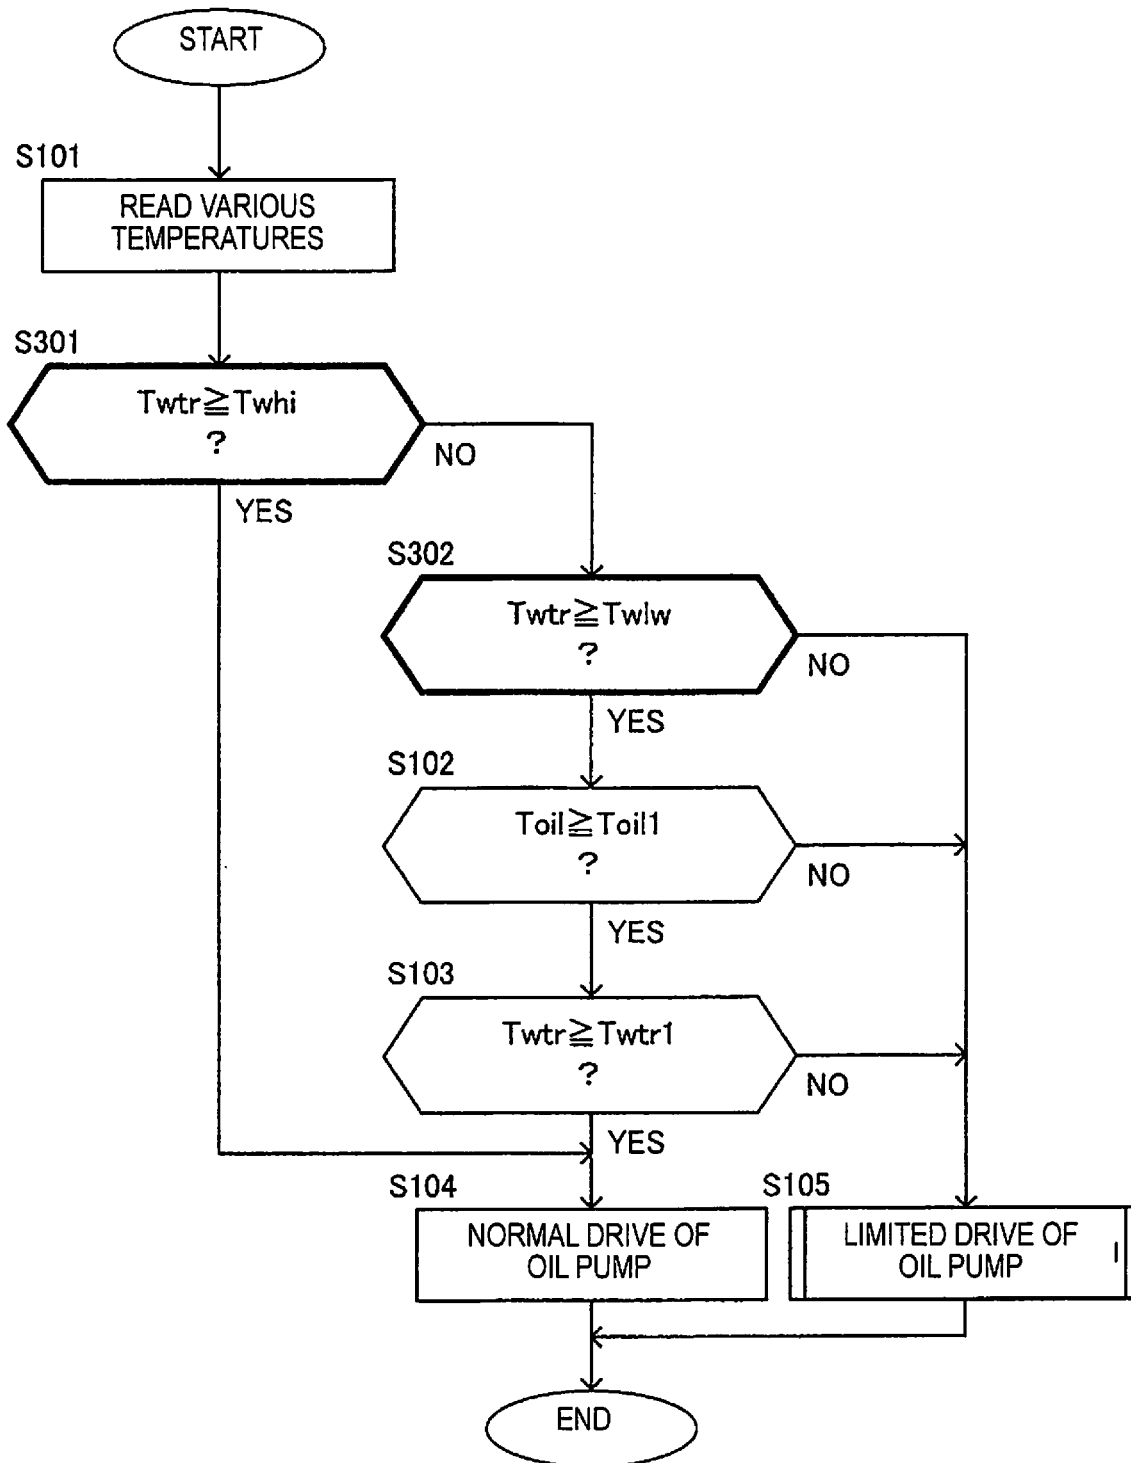 START
S101
READ VARIOUS
TEMPERATURES
S301
Twtr≧Twhi
?
NO
YES
S302
Twtr≧Twlw
?
NO
YES
S102
Toil≧Toil1
?
NO
YES
S103
Twtr≧Twtr1
?
NO
YES
S104
NORMAL DRIVE OF
OIL PUMP
S105
LIMITED DRIVE OF
OIL PUMP
END